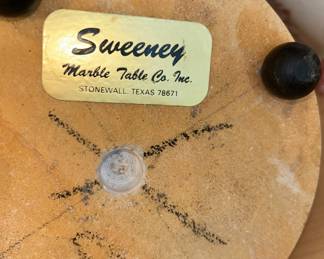 Sweeney
Marble Table Co. Inc.
STONEWALL, TEXAS 78671